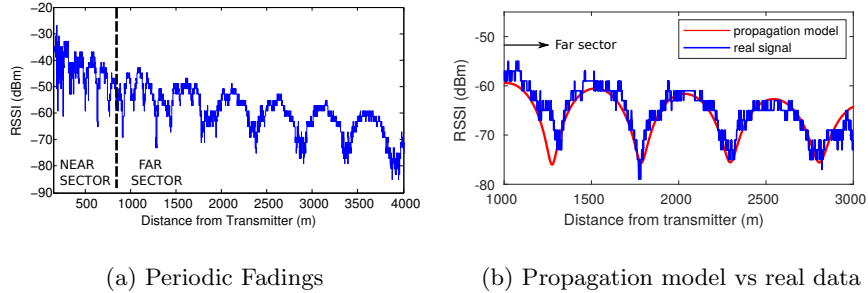 −20
−30
−40
−50
−60
−70
−80
−90
RSSI (dBm)
NEAR SECTOR
FAR SECTOR
500 1000 1500 2000 2500 3000 3500 4000
Distance from Transmitter (m)
(a) Periodic Fadings
-50
-60
-70
-80
RSSI (dBm)
Far sector
propagation model
real signal
1000 1500 2000 2500 3000
Distance from transmitter (m)
(b) Propagation model vs real data